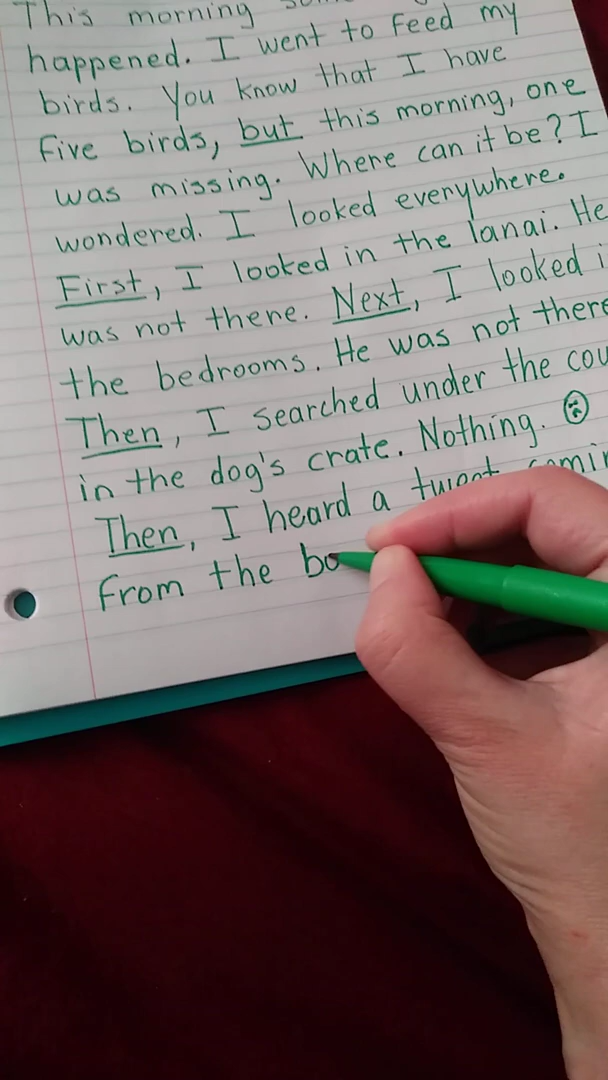 This morning
happened. I went to feed my
birds. You know that I have
five birds, but this morning, one
was missing. Where can it be? I
wondered. I looked everywhere.
First, I looked in the lanai. He
was not there. Next, I looked
the bedrooms. He was not there
Then, I searched under the
in the dog's crate. Nothing.
Then, I heard a
from the bo